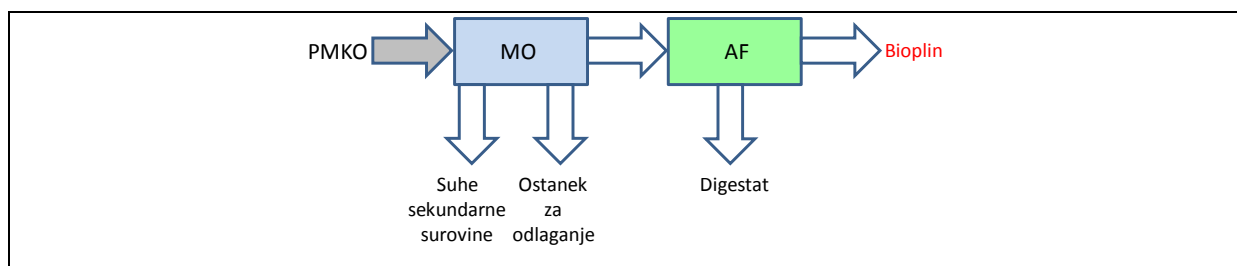 PMKO
MO
AF
Bioplin
Suhe
sekundarne
surovine
Ostanek
za
odlaganje
Digestat